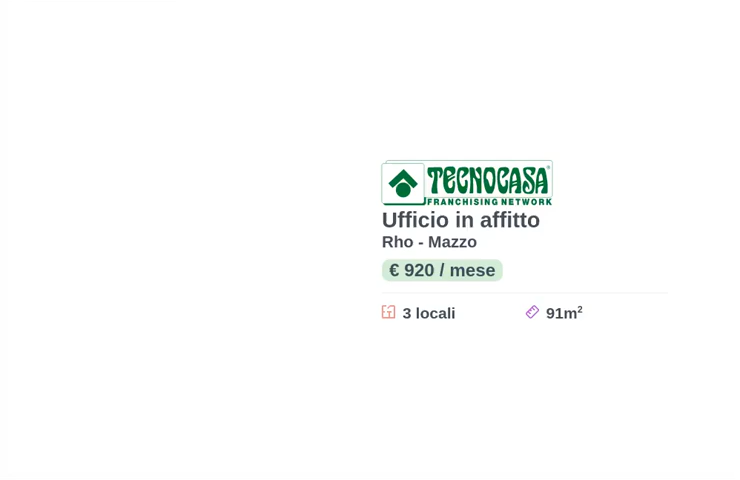 TECNOCASA®
FRANCHISING NETWORK
Ufficio in affitto
Rho - Mazzo
€ 920 / mese
3 locali
91m²